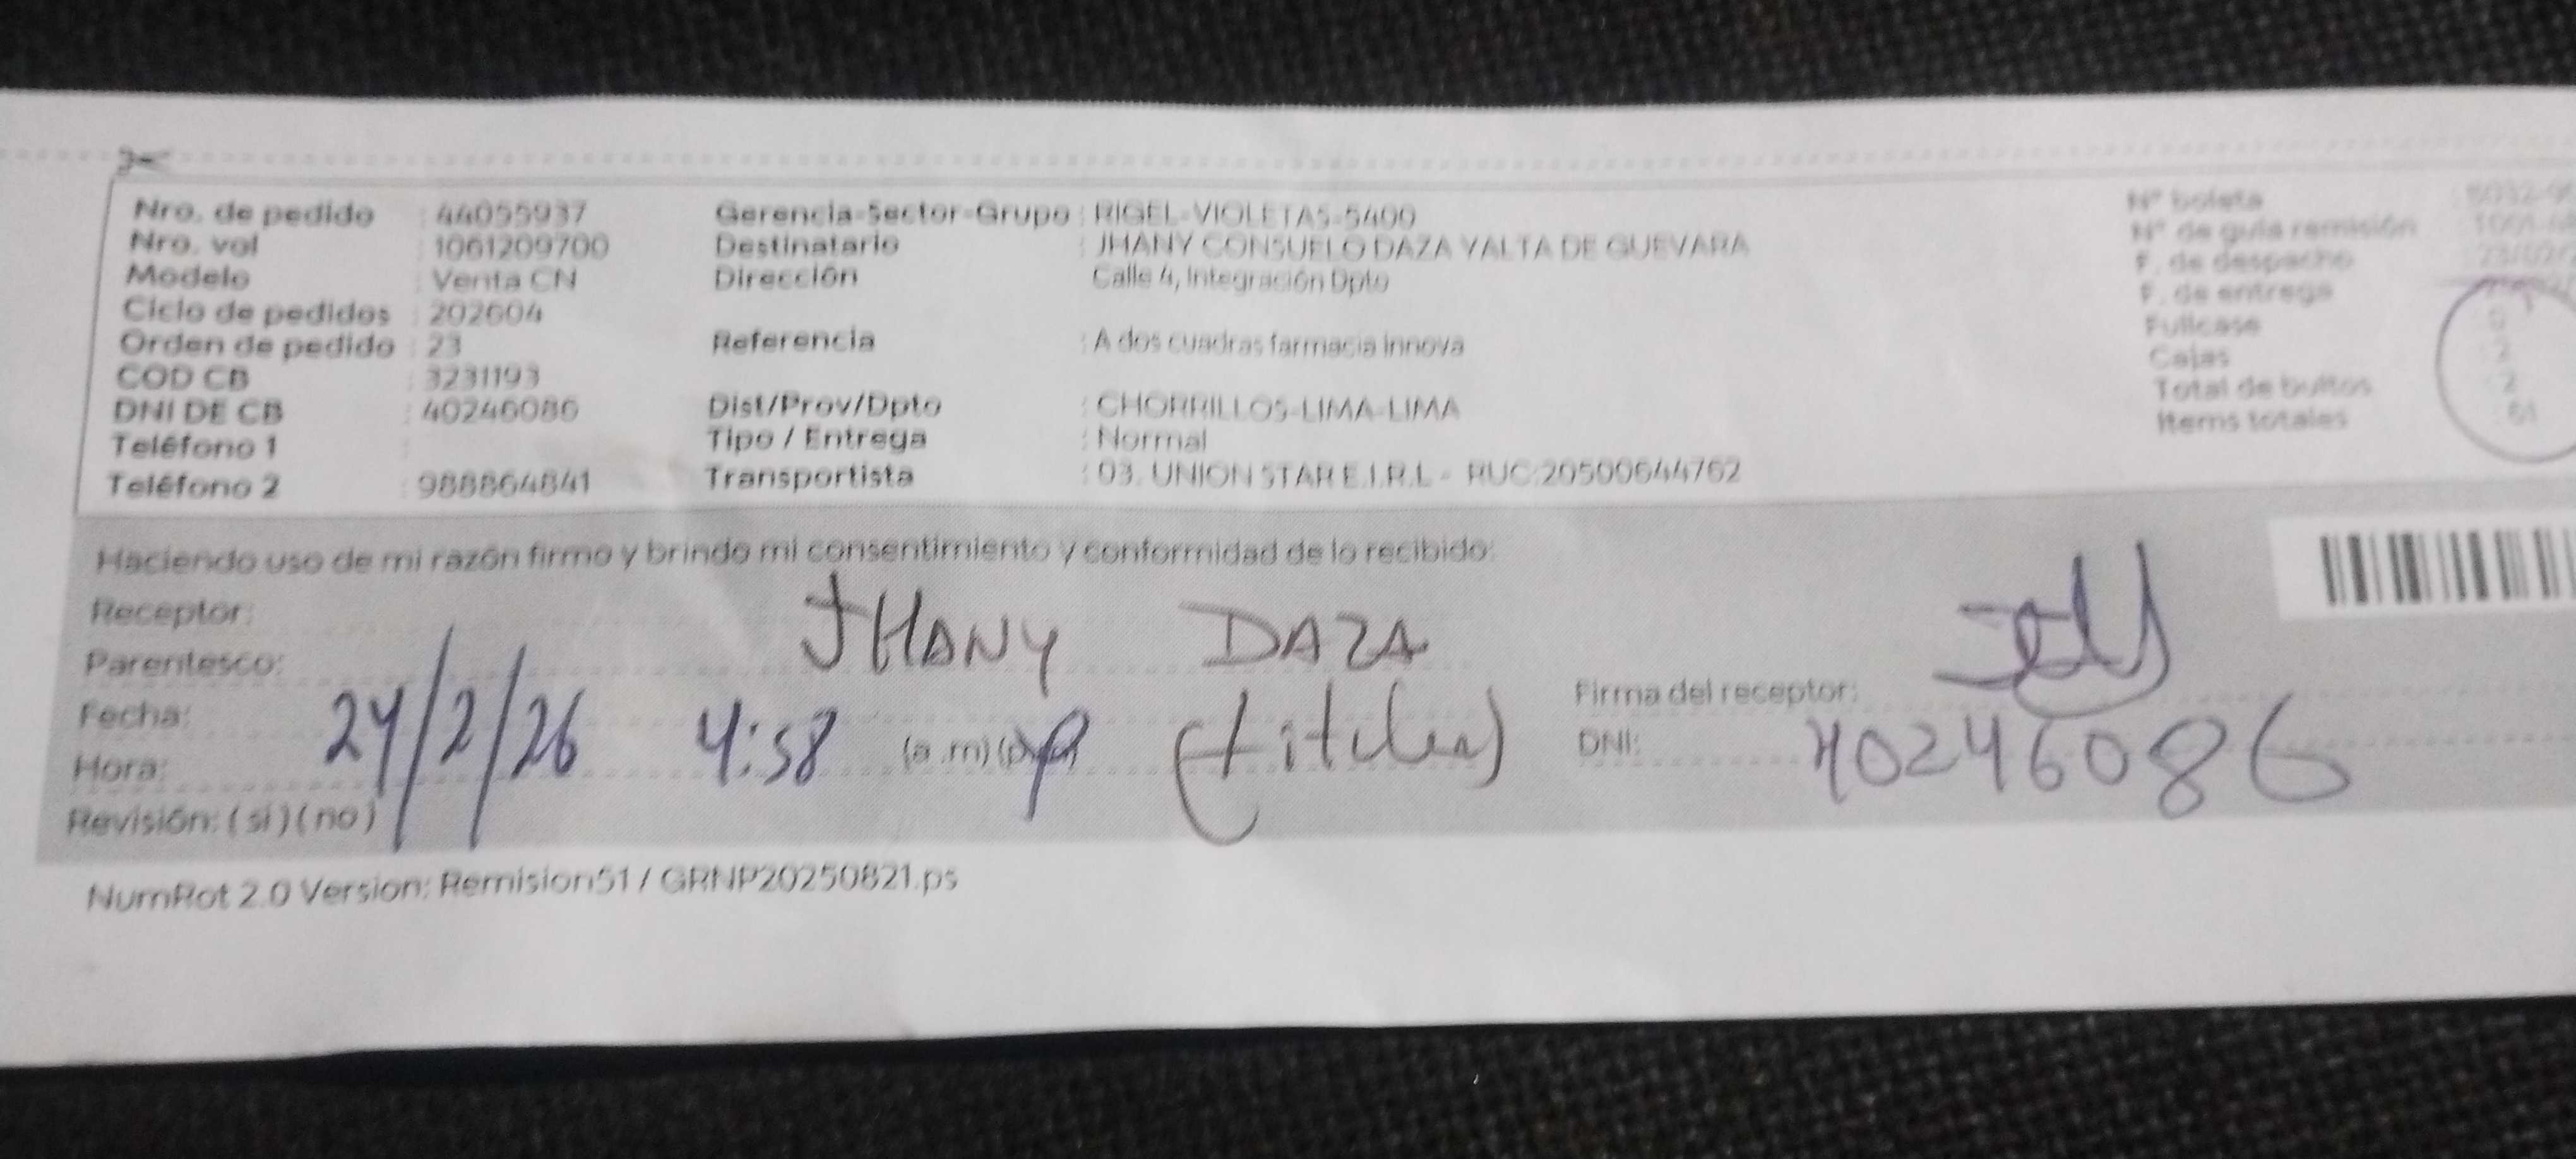 Nro. de pedido : 44055937 Gerencia-Sector-Grupo : RIGEL-VIOLETAS-5400 N° boleta
Nro. vol : 1061209700 Destinatario : JHANY CONSUELO DAZA YALTA DE GUEVARA N° de guía remisión
Modelo : Venta CN Dirección Calle 4, Integración Dpto F. de despacho
Ciclo de pedidos : 202604 F. de entrega
Orden de pedido : 23 Referencia : A dos cuadras farmacia innova Fullcase
COD CB : 3231193 Cajas : 2
DNI DE CB : 40246086 Dist/Prov/Dpto : CHORRILLOS-LIMA-LIMA Total de bultos : 2
Teléfono 1 : Tipo / Entrega : Normal Items totales
Teléfono 2 : 988864841 Transportista : 03. UNION STAR E.I.R.L - RUC:20500644762
Haciendo uso de mi razón firmo y brindo mi consentimiento y conformidad de lo recibido:
Receptor: JHANY DAZA
Parentesco:
Fecha: 24/2/26 Firma del receptor:
Hora: 4:58 (a.m) DNI: 40246086
Revisión: (si) (no)
NumRot 2.0 Version: Remision51 / GRNP20250821.ps